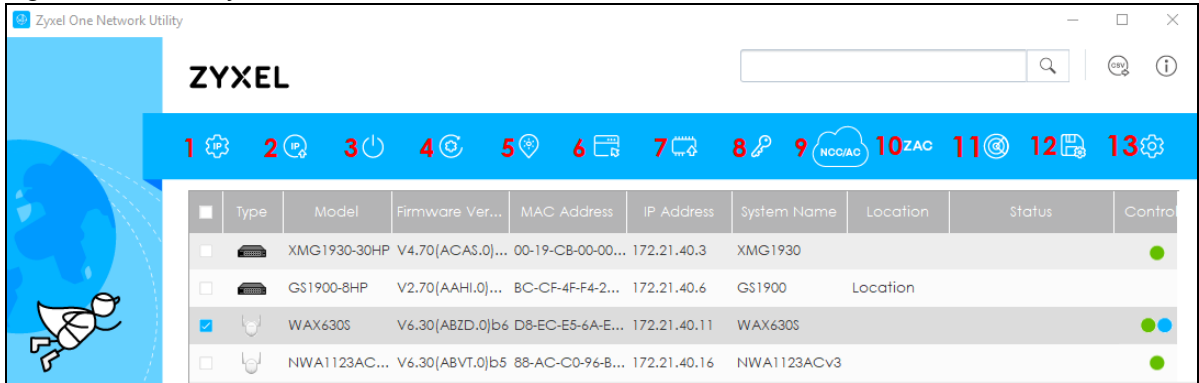 Zyxel One Network Utility
ZYXEL
CSV i
1 IP 2 IP 3 4 5 6 7 8 9 NCC/AC 10 ZAC 11 12 13
Type Model Firmware Ver... MAC Address IP Address System Name Location Status Control
XMG1930-30HP V4.70(ACAS.0)... 00-19-CB-00-00... 172.21.40.3 XMG1930
GS1900-8HP V2.70(AAHI.0)... BC-CF-4F-F4-2... 172.21.40.6 GS1900 Location
WAX630S V6.30(ABZD.0)b6 D8-EC-E5-6A-E... 172.21.40.11 WAX630S
NWA1123AC... V6.30(ABVT.0)b5 88-AC-C0-96-B... 172.21.40.16 NWA1123ACv3